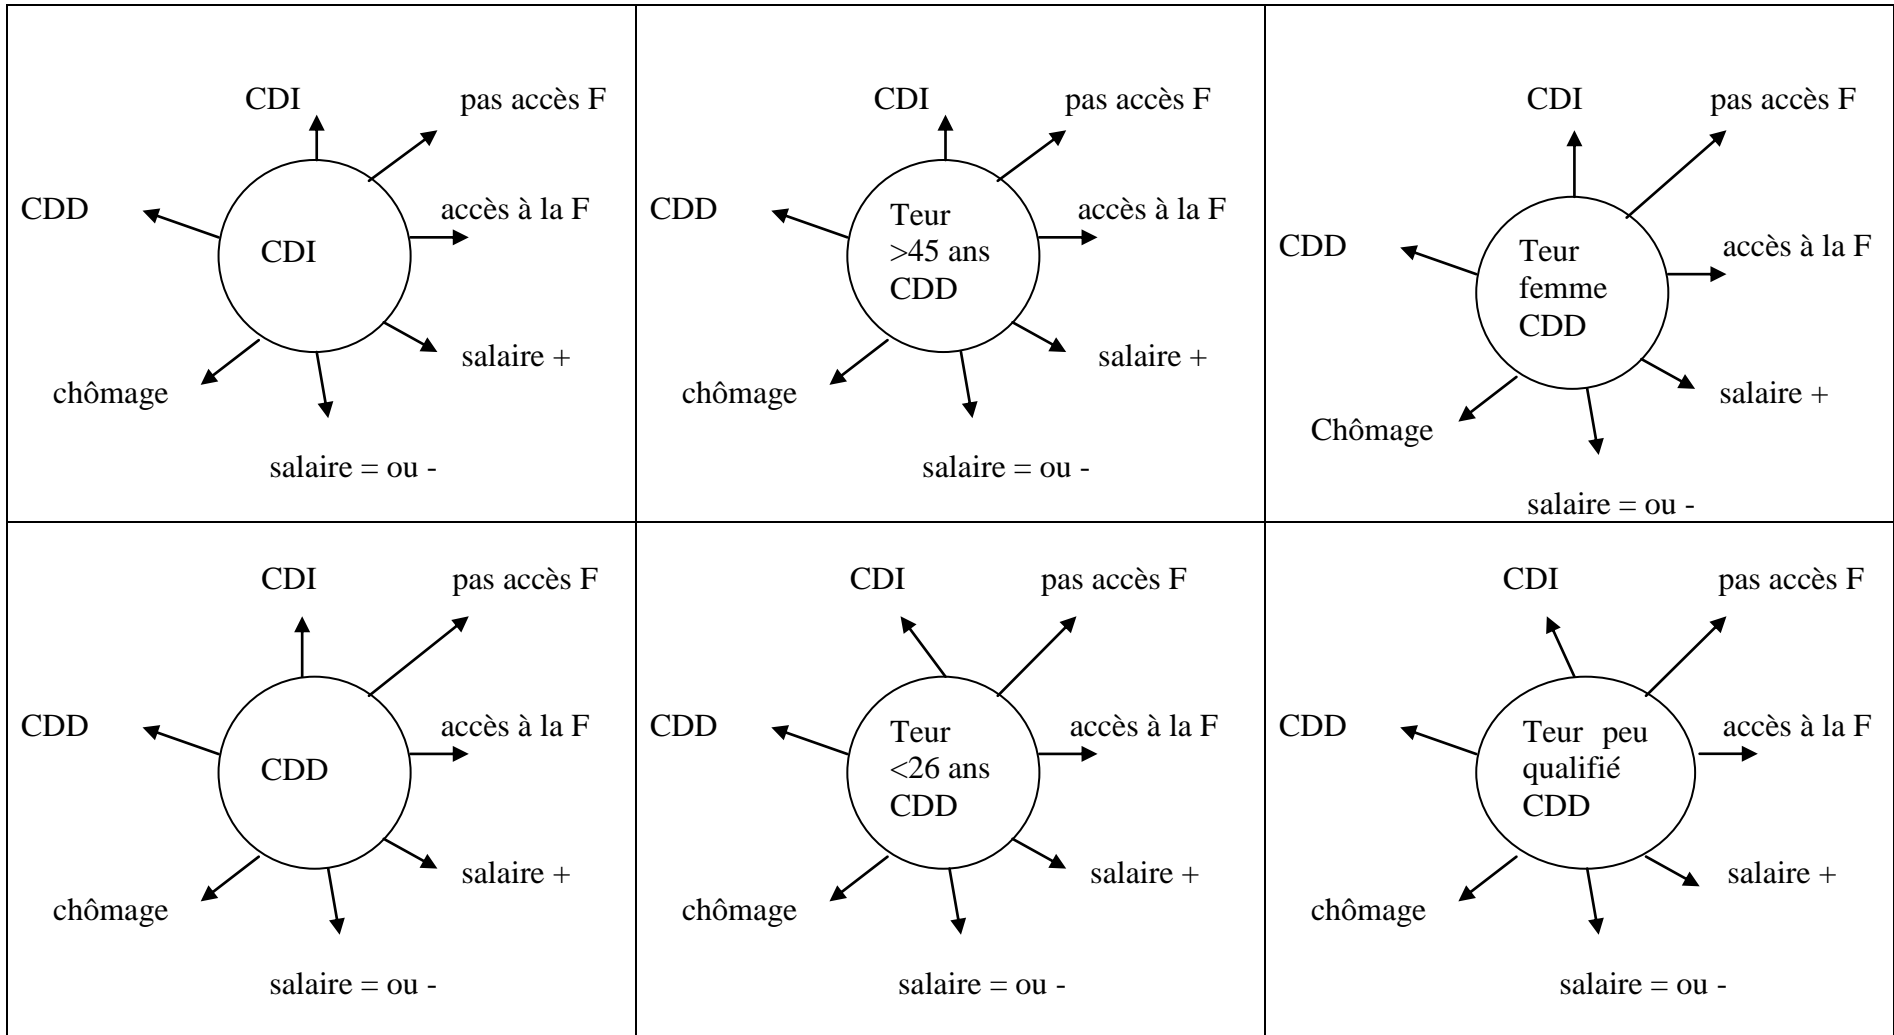 CDI
pas accès F
CDD
accès à la F
CDI
salaire +
chômage
salaire = ou -
CDI
pas accès F
CDD
accès à la F
Teur
>45 ans
CDD
salaire +
chômage
salaire = ou -
CDI
pas accès F
CDD
accès à la F
Teur
femme
CDD
salaire +
Chômage
salaire = ou -
CDI
pas accès F
CDD
accès à la F
CDD
salaire +
chômage
salaire = ou -
CDI
pas accès F
CDD
accès à la F
Teur
<26 ans
CDD
salaire +
chômage
salaire = ou -
CDI
pas accès F
CDD
accès à la F
Teur peu
qualifié
CDD
salaire +
chômage
salaire = ou -